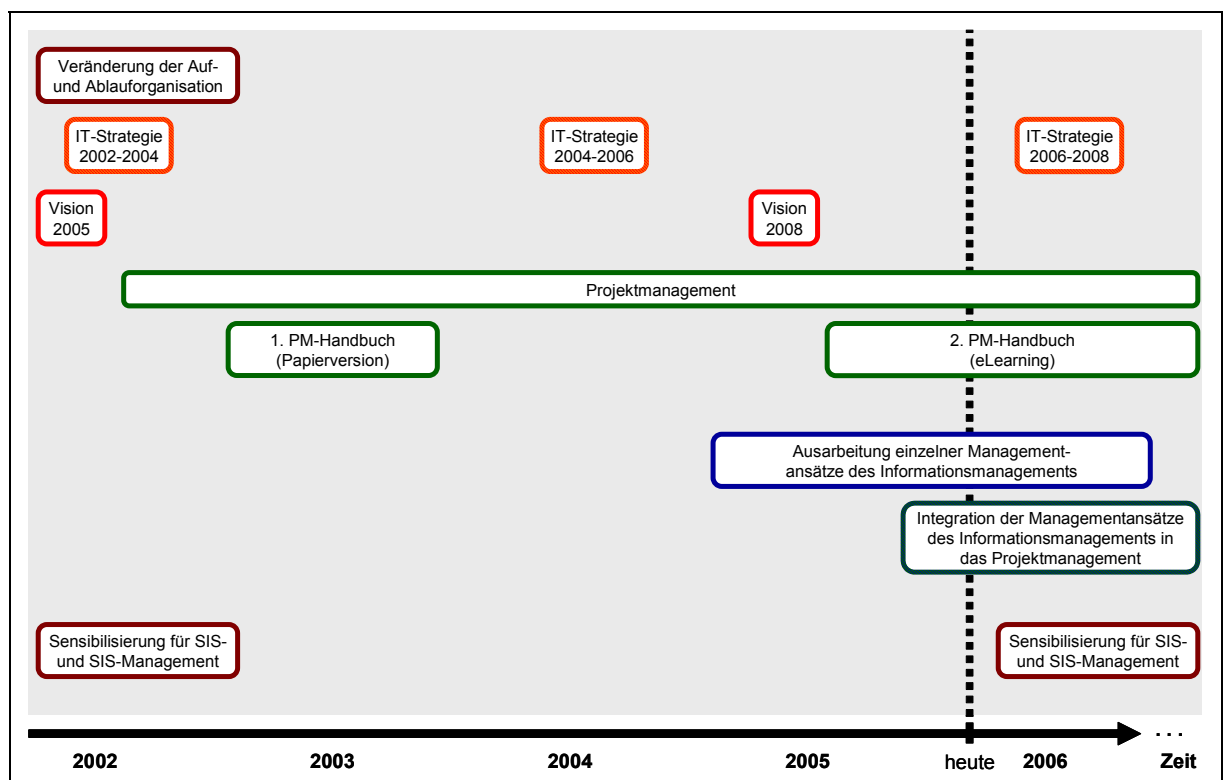 Veränderung der Auf-
und Ablauforganisation
IT-Strategie
2002-2004
IT-Strategie
2004-2006
IT-Strategie
2006-2008
Vision
2005
Vision
2008
Projektmanagement
1. PM-Handbuch
(Papierversion)
2. PM-Handbuch
(eLearning)
Ausarbeitung einzelner Management-
ansätze des Informationsmanagements
Integration der Managementansätze
des Informationsmanagements in
das Projektmanagement
Sensibilisierung für SIS-
und SIS-Management
Sensibilisierung für SIS-
und SIS-Management
...
2002 2003 2004 2005 heute 2006 Zeit